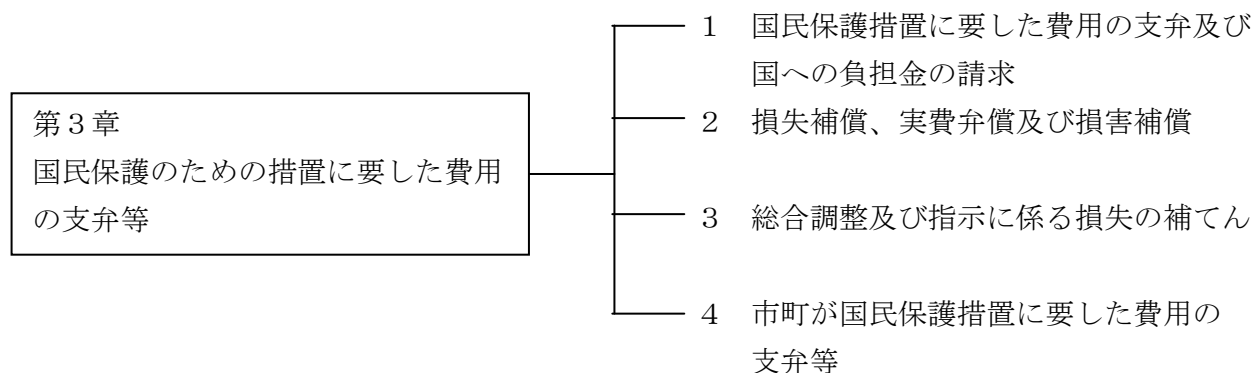 第３章
国民保護のための措置に要した費用
の支弁等
１　国民保護措置に要した費用の支弁及び
国への負担金の請求
２　損失補償、実費弁償及び損害補償
３　総合調整及び指示に係る損失の補てん
４　市町が国民保護措置に要した費用の
支弁等